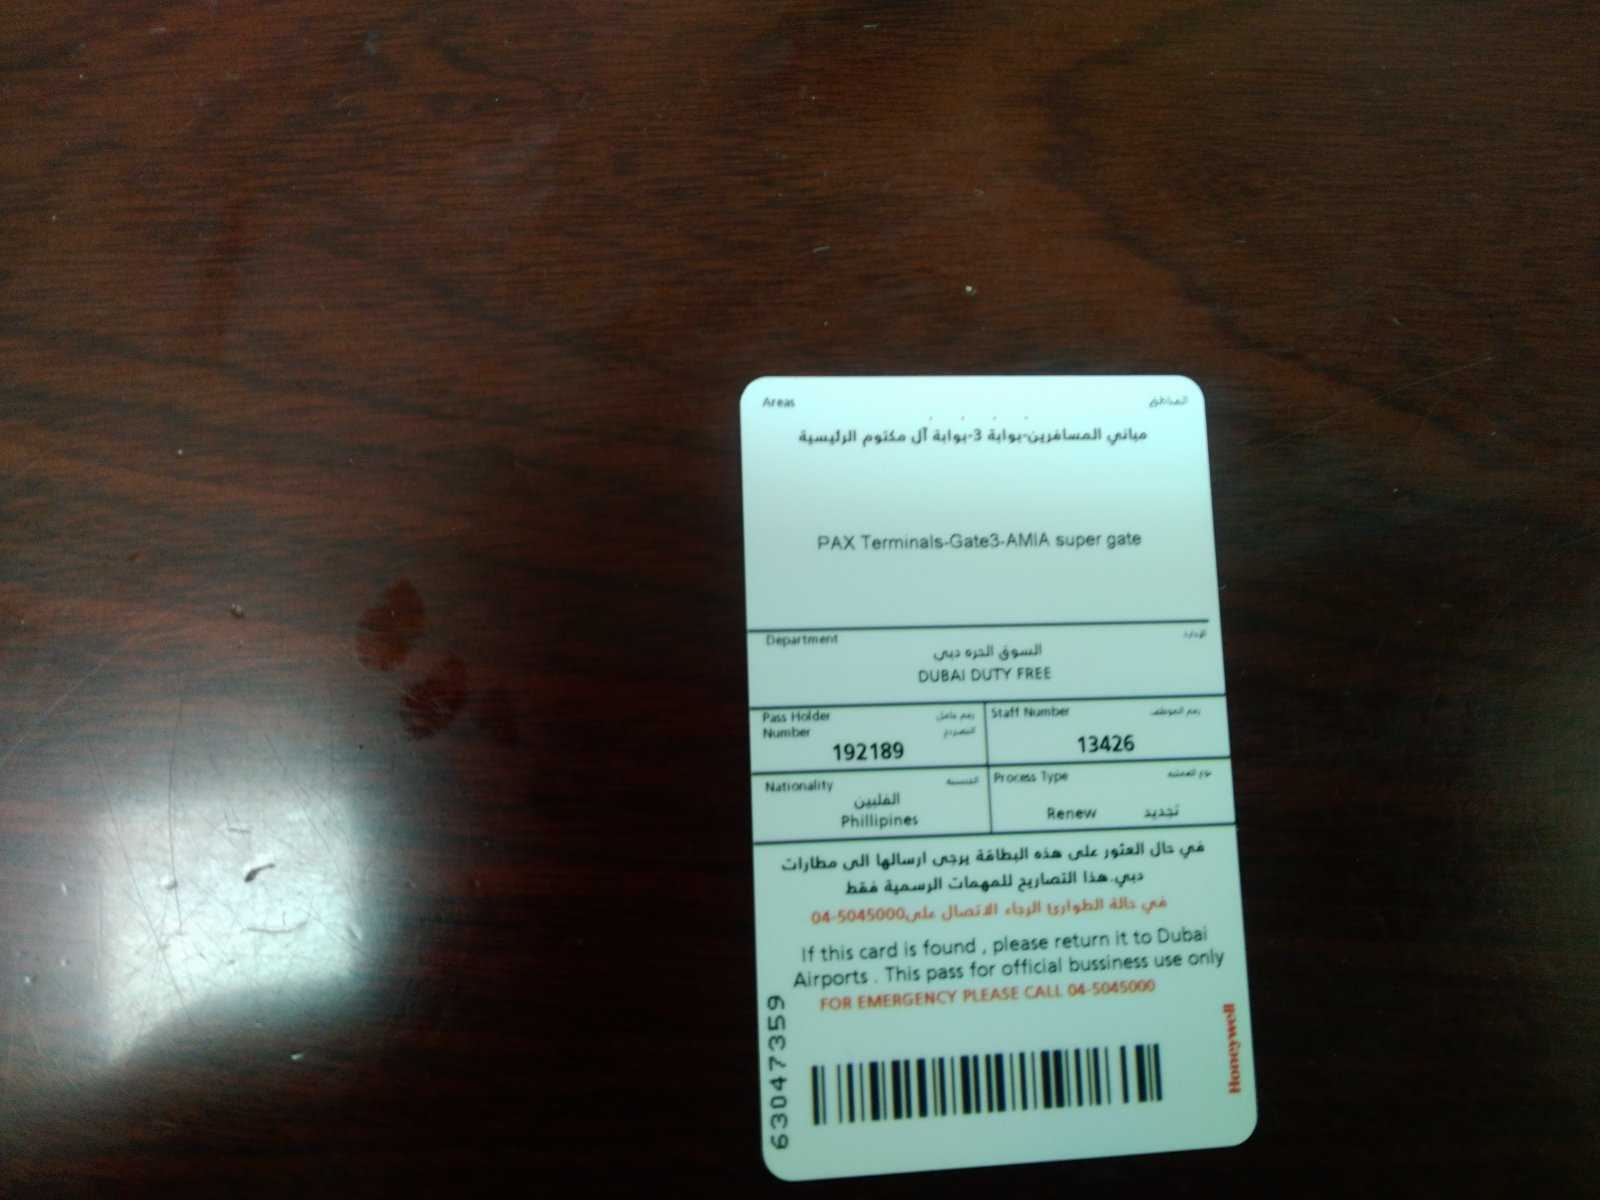 Areas المناطق
مباني المسافرين-بوابة 3-بوابة آل مكتوم الرئيسية
PAX Terminals-Gate3-AMIA super gate
Department الإدارة
السوق الحره دبي
DUBAI DUTY FREE
Pass Holder Number رقم حامل التصريح
192189
Staff Number رقم الموظف
13426
Nationality الجنسية
الفلبين
Phillipines
Process Type نوع العملية
Renew تجديد
في حال العثور على هذه البطاقة يرجى ارسالها الى مطارات
دبي.هذا التصاريح للمهمات الرسمية فقط
في حالة الطوارئ الرجاء الاتصال على04-5045000
If this card is found , please return it to Dubai
Airports . This pass for official bussiness use only
FOR EMERGENCY PLEASE CALL 04-5045000
63047359
Honeywell